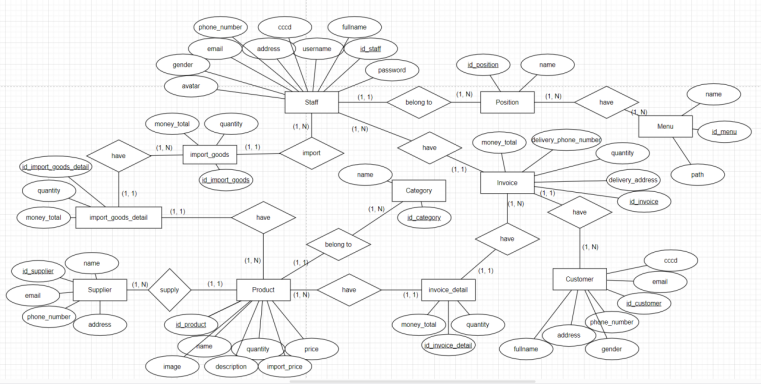 phone_number
cccd
fullname
email
address
username
id_staff
gender
password
avatar
Staff
(1, 1)
belong to
(1, N)
Position
id_position
name
(1, N)
have
(1, N)
Menu
name
id_menu
path
(1, N)
(1, N)
import
have
(1, 1)
money_total
quantity
import_goods
id_import_goods
(1, 1)
(1, N)
have
(1, 1)
id_import_goods_detail
quantity
money_total
import_goods_detail
(1, 1)
have
(1, N)
name
Category
id_category
(1, N)
belong to
(1, 1)
money_total
delivery_phone_number
quantity
delivery_address
id_invoice
Invoice
(1, 1)
(1, N)
have
(1, N)
have
(1, 1)
name
id_supplier
email
phone_number
address
Supplier
(1, N)
supply
(1, 1)
Product
(1, N)
have
(1, 1)
invoice_detail
money_total
quantity
id_invoice_detail
id_product
name
quantity
price
image
description
import_price
Customer
cccd
email
id_customer
phone_number
address
fullname
gender